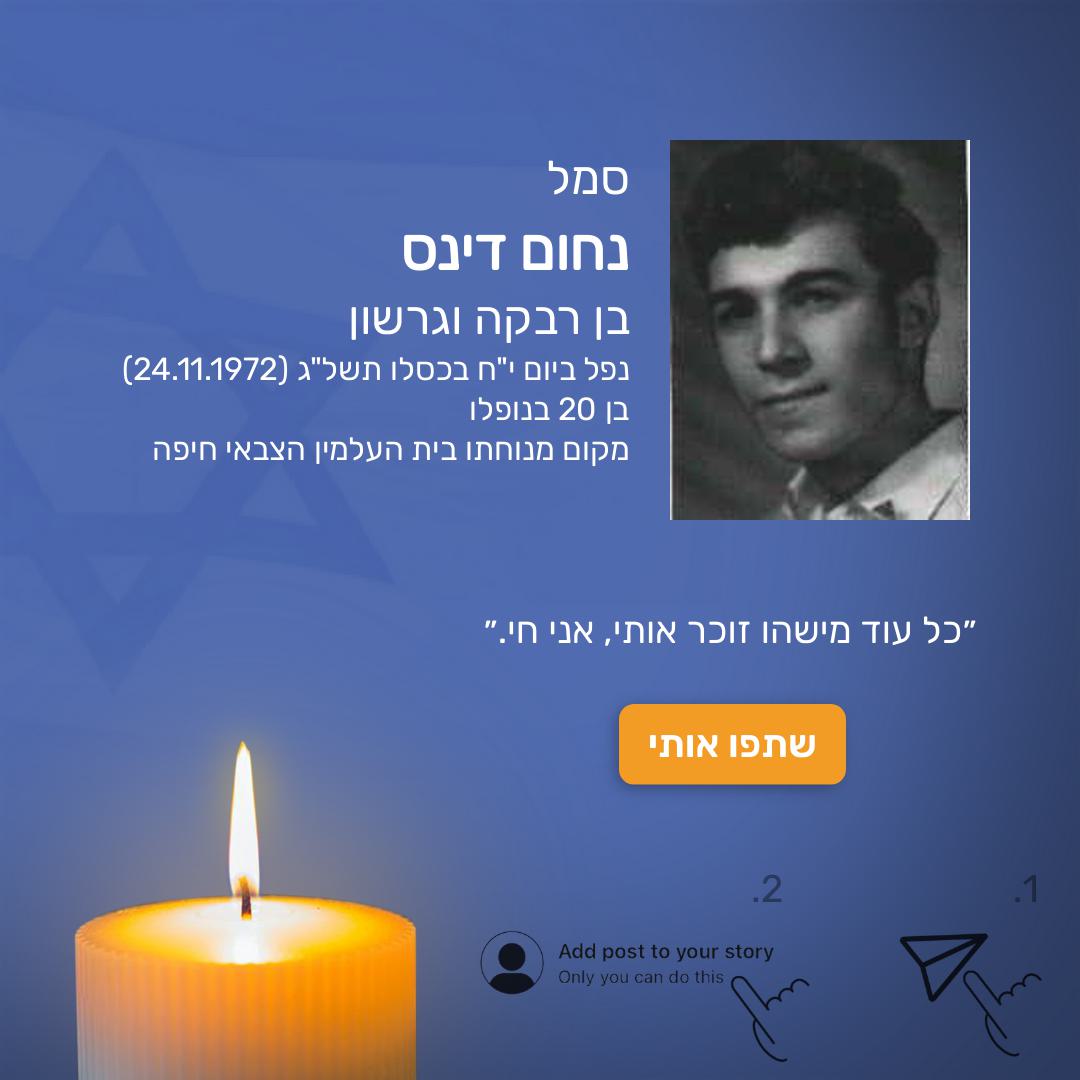 סמל
נחום דינס
בן רבקה וגרשון
נפל ביום י"ח בכסלו תשל"ג (24.11.1972)
בן 20 בנופלו
מקום מנוחתו בית העלמין הצבאי חיפה
״כל עוד מישהו זוכר אותי, אני חי.״
שתפו אותי
1.
2.
Add post to your story
Only you can do this